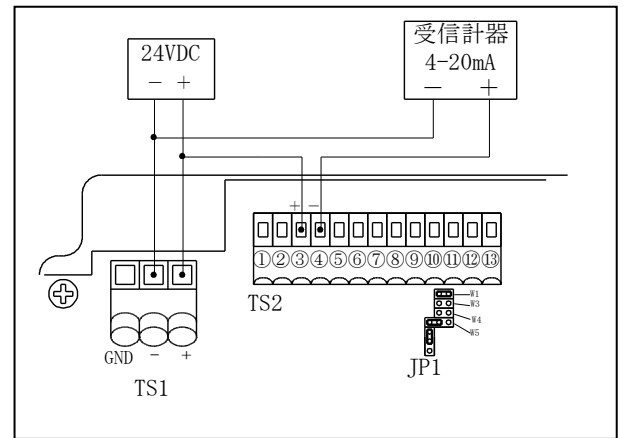 24VDC
− +
受信計器
4-20mA
− +
+ −
①②③④⑤⑥⑦⑧⑨⑩⑪⑫⑬
TS2
W1
W3
W4
W5
JP1
GND − +
TS1